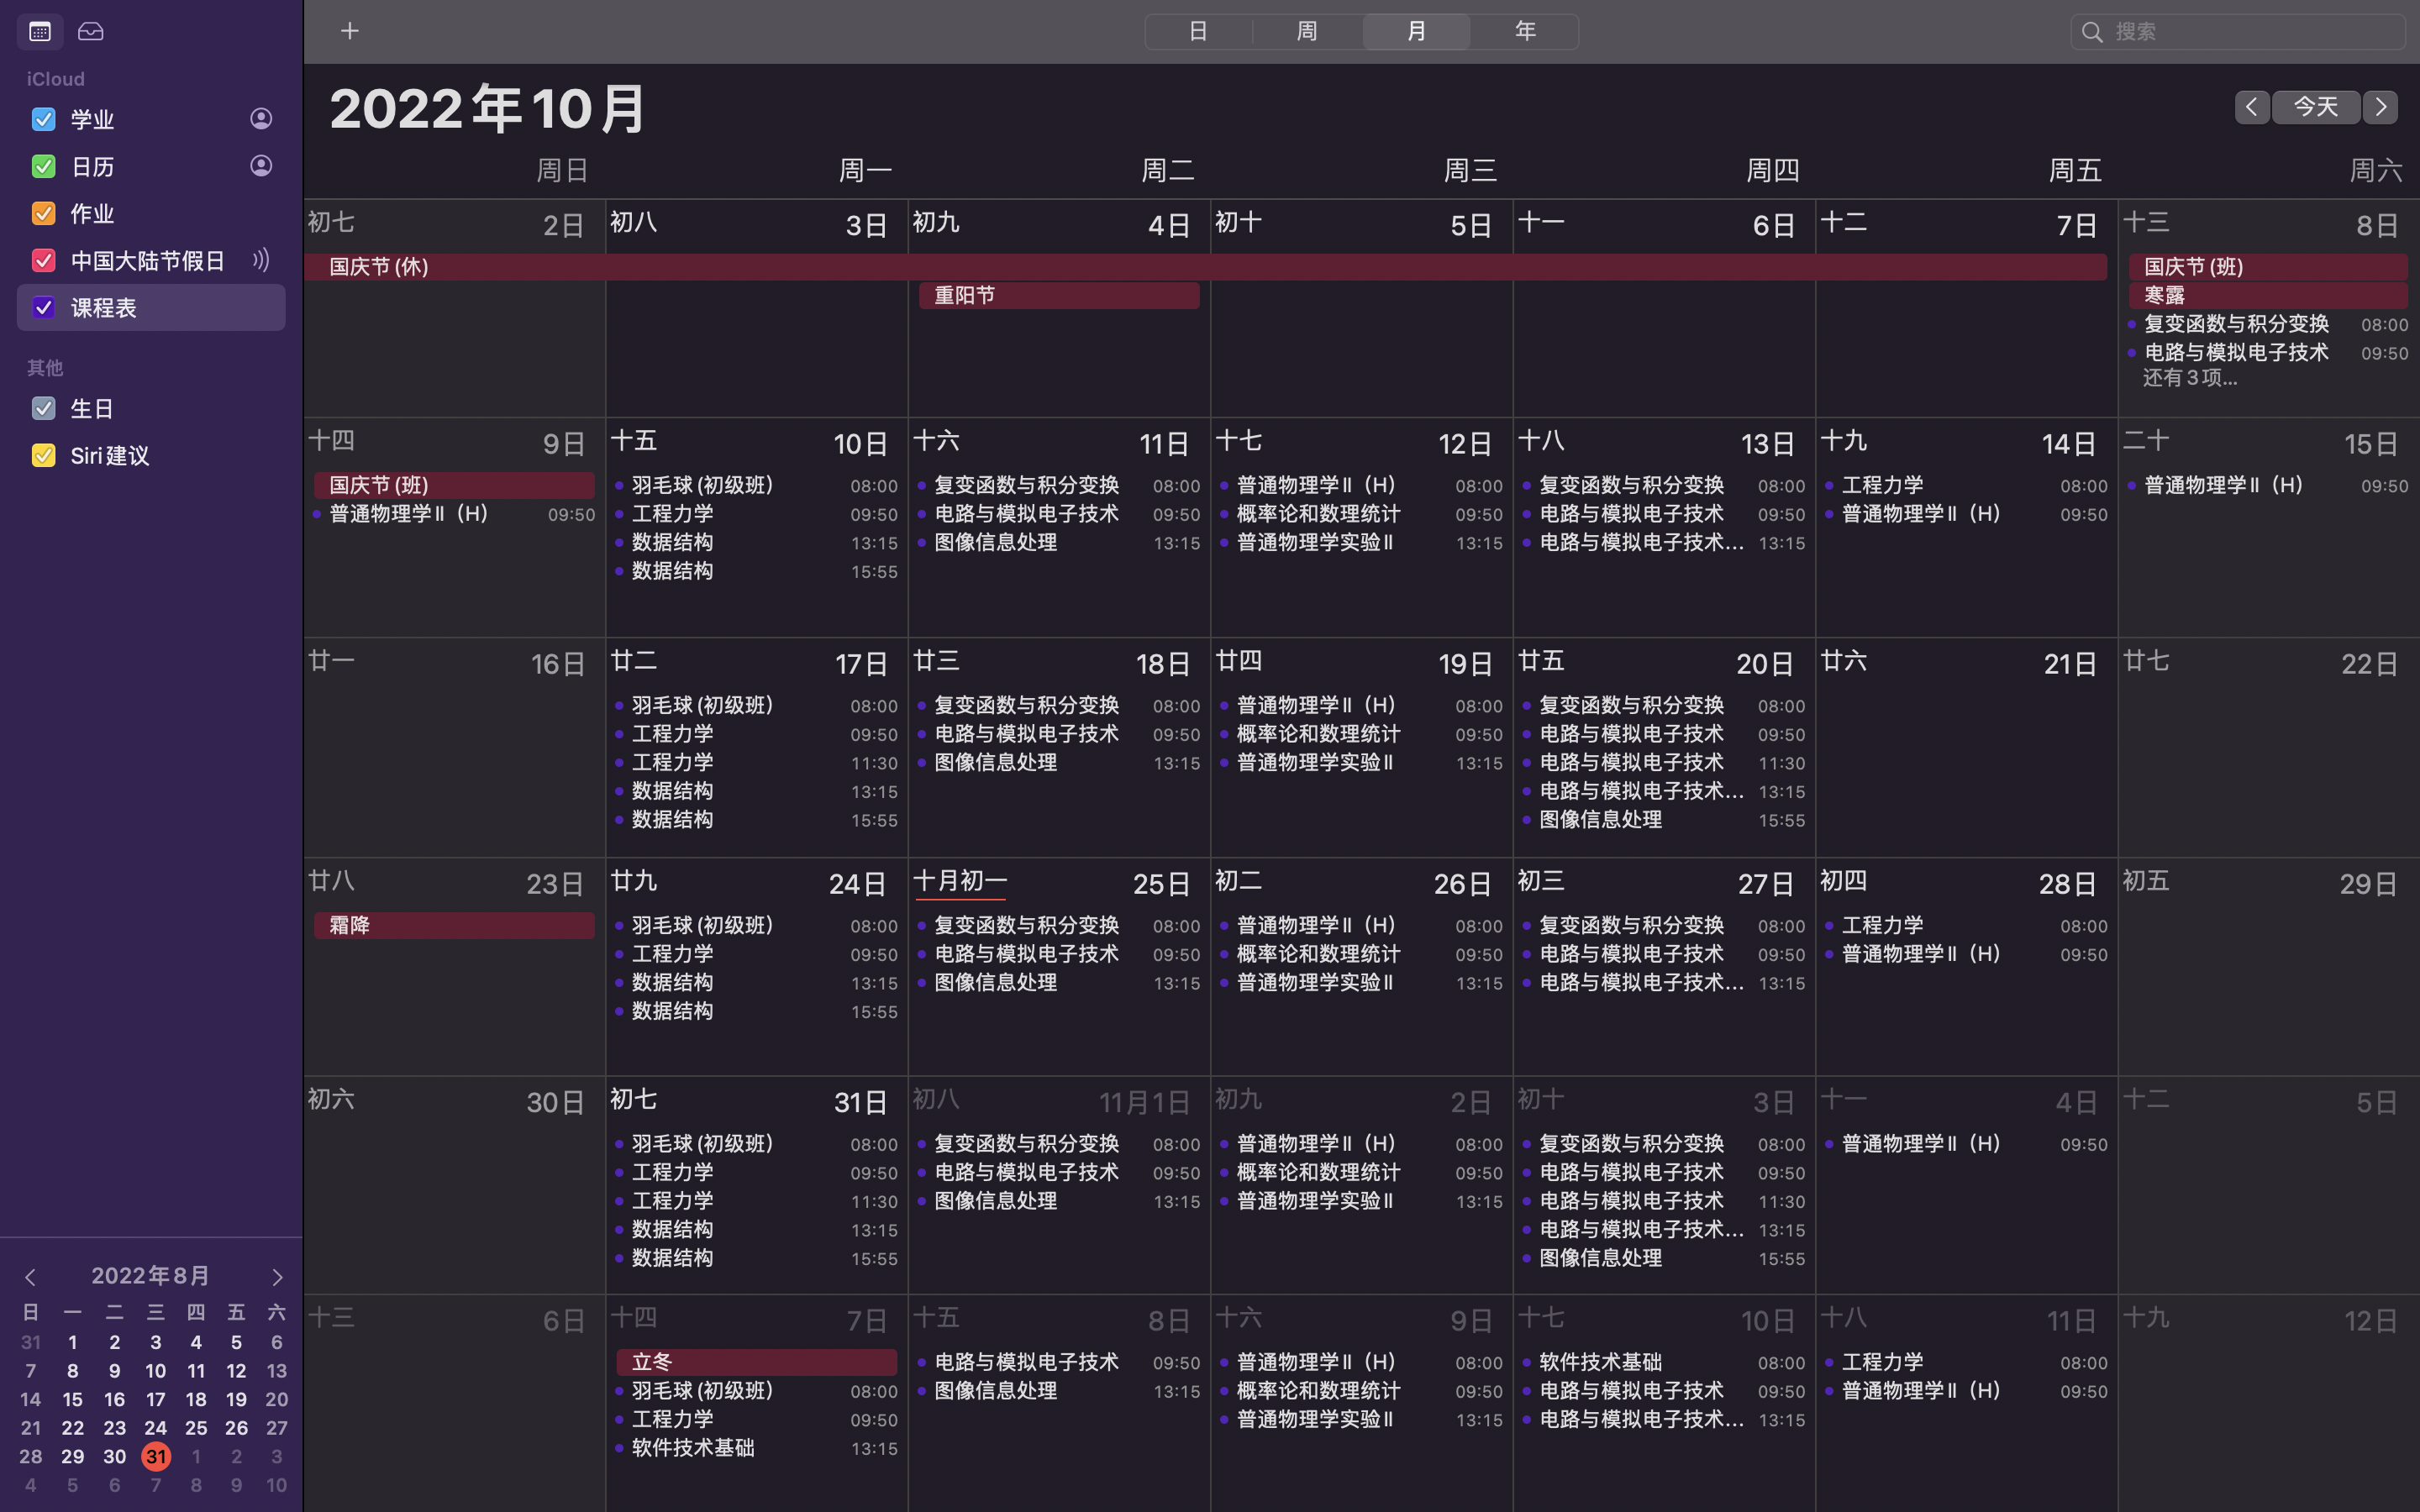 iCloud
学业
日历
作业
中国大陆节假日
课程表
其他
生日
Siri建议
2022年8月
日 一 二 三 四 五 六
31 1 2 3 4 5 6
7 8 9 10 11 12 13
14 15 16 17 18 19 20
21 22 23 24 25 26 27
28 29 30 31 1 2 3
4 5 6 7 8 9 10
+
日 周 月 年
搜索
2022年10月
今天
周日 周一 周二 周三 周四 周五 周六
初七 2日 初八 3日 初九 4日 初十 5日 十一 6日 十二 7日 十三 8日
国庆节(休) 国庆节(班)
重阳节 寒露
复变函数与积分变换 08:00
电路与模拟电子技术 09:50
还有3项...
十四 9日 十五 10日 十六 11日 十七 12日 十八 13日 十九 14日 二十 15日
国庆节(班) 羽毛球(初级班) 08:00 复变函数与积分变换 08:00 普通物理学Ⅱ（H） 08:00 复变函数与积分变换 08:00 工程力学 08:00 普通物理学Ⅱ（H） 09:50
普通物理学Ⅱ（H） 09:50 工程力学 09:50 电路与模拟电子技术 09:50 概率论和数理统计 09:50 电路与模拟电子技术 09:50 普通物理学Ⅱ（H） 09:50
数据结构 13:15 图像信息处理 13:15 普通物理学实验Ⅱ 13:15 电路与模拟电子技术... 13:15
数据结构 15:55
廿一 16日 廿二 17日 廿三 18日 廿四 19日 廿五 20日 廿六 21日 廿七 22日
羽毛球(初级班) 08:00 复变函数与积分变换 08:00 普通物理学Ⅱ（H） 08:00 复变函数与积分变换 08:00
工程力学 09:50 电路与模拟电子技术 09:50 概率论和数理统计 09:50 电路与模拟电子技术 09:50
工程力学 11:30 图像信息处理 13:15 普通物理学实验Ⅱ 13:15 电路与模拟电子技术 11:30
数据结构 13:15 电路与模拟电子技术... 13:15
数据结构 15:55 图像信息处理 15:55
廿八 23日 廿九 24日 十月初一 25日 初二 26日 初三 27日 初四 28日 初五 29日
霜降 羽毛球(初级班) 08:00 复变函数与积分变换 08:00 普通物理学Ⅱ（H） 08:00 复变函数与积分变换 08:00 工程力学 08:00
工程力学 09:50 电路与模拟电子技术 09:50 概率论和数理统计 09:50 电路与模拟电子技术 09:50 普通物理学Ⅱ（H） 09:50
数据结构 13:15 图像信息处理 13:15 普通物理学实验Ⅱ 13:15 电路与模拟电子技术... 13:15
数据结构 15:55
初六 30日 初七 31日 初八 11月1日 初九 2日 初十 3日 十一 4日 十二 5日
羽毛球(初级班) 08:00 复变函数与积分变换 08:00 普通物理学Ⅱ（H） 08:00 复变函数与积分变换 08:00 普通物理学Ⅱ（H） 09:50
工程力学 09:50 电路与模拟电子技术 09:50 概率论和数理统计 09:50 电路与模拟电子技术 09:50
工程力学 11:30 图像信息处理 13:15 普通物理学实验Ⅱ 13:15 电路与模拟电子技术 11:30
数据结构 13:15 电路与模拟电子技术... 13:15
数据结构 15:55 图像信息处理 15:55
十三 6日 十四 7日 十五 8日 十六 9日 十七 10日 十八 11日 十九 12日
立冬 电路与模拟电子技术 09:50 普通物理学Ⅱ（H） 08:00 软件技术基础 08:00 工程力学 08:00
羽毛球(初级班) 08:00 图像信息处理 13:15 概率论和数理统计 09:50 电路与模拟电子技术 09:50 普通物理学Ⅱ（H） 09:50
工程力学 09:50 普通物理学实验Ⅱ 13:15 电路与模拟电子技术... 13:15
软件技术基础 13:15